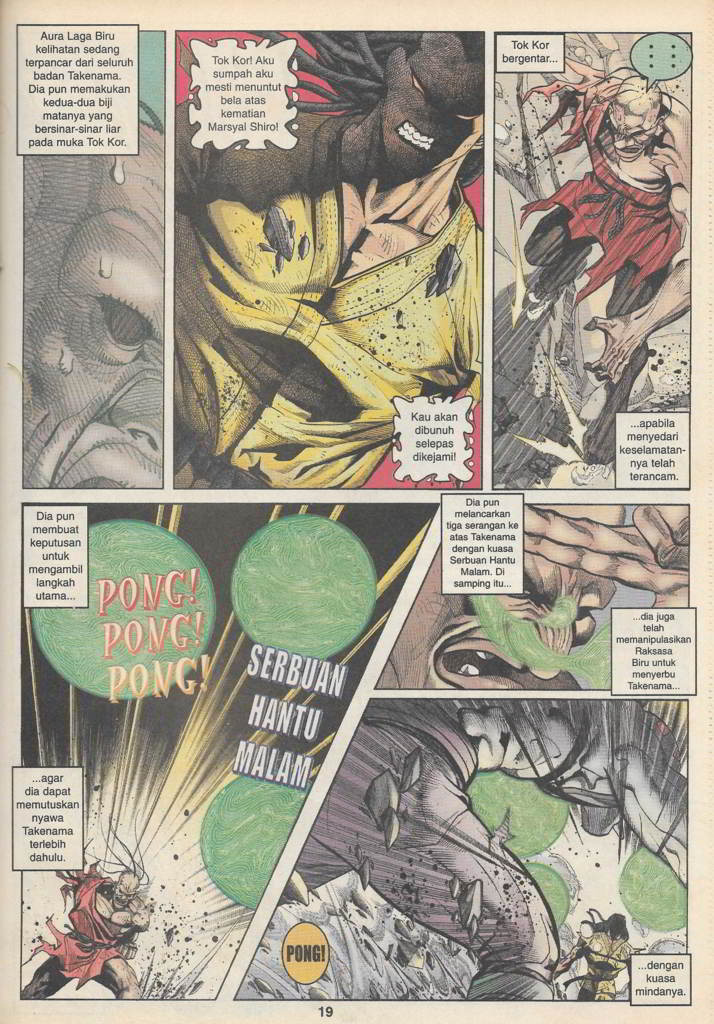 Aura Laga Biru
kelihatan sedang
terpancar dari seluruh
badan Takenama.
Dia pun memakukan
kedua-dua biji
matanya yang
bersinar-sinar liar
pada muka Tok Kor.
Tok Kor! Aku
sumpah aku
mesti menuntut
bela atas
kematian
Marsyal Shiro!
Kau akan
dibunuh
selepas
dikejami!
Tok Kor
bergentar...
...apabila
menyedari
keselamatan-
nya telah
terancam.
Dia pun
membuat
keputusan
untuk
mengambil
langkah
utama...
PONG!
PONG!
PONG!
SERBUAN
HANTU
MALAM
...agar
dia dapat
memutuskan
nyawa
Takenama
terlebih
dahulu.
Dia pun
melancarkan
tiga serangan ke
atas Takenama
dengan kuasa
Serbuan Hantu
Malam. Di
samping itu...
...dia juga
telah
memanipulasikan
Raksasa
Biru untuk
menyerbu
Takenama...
PONG!
...dengan
kuasa
mindanya.
19